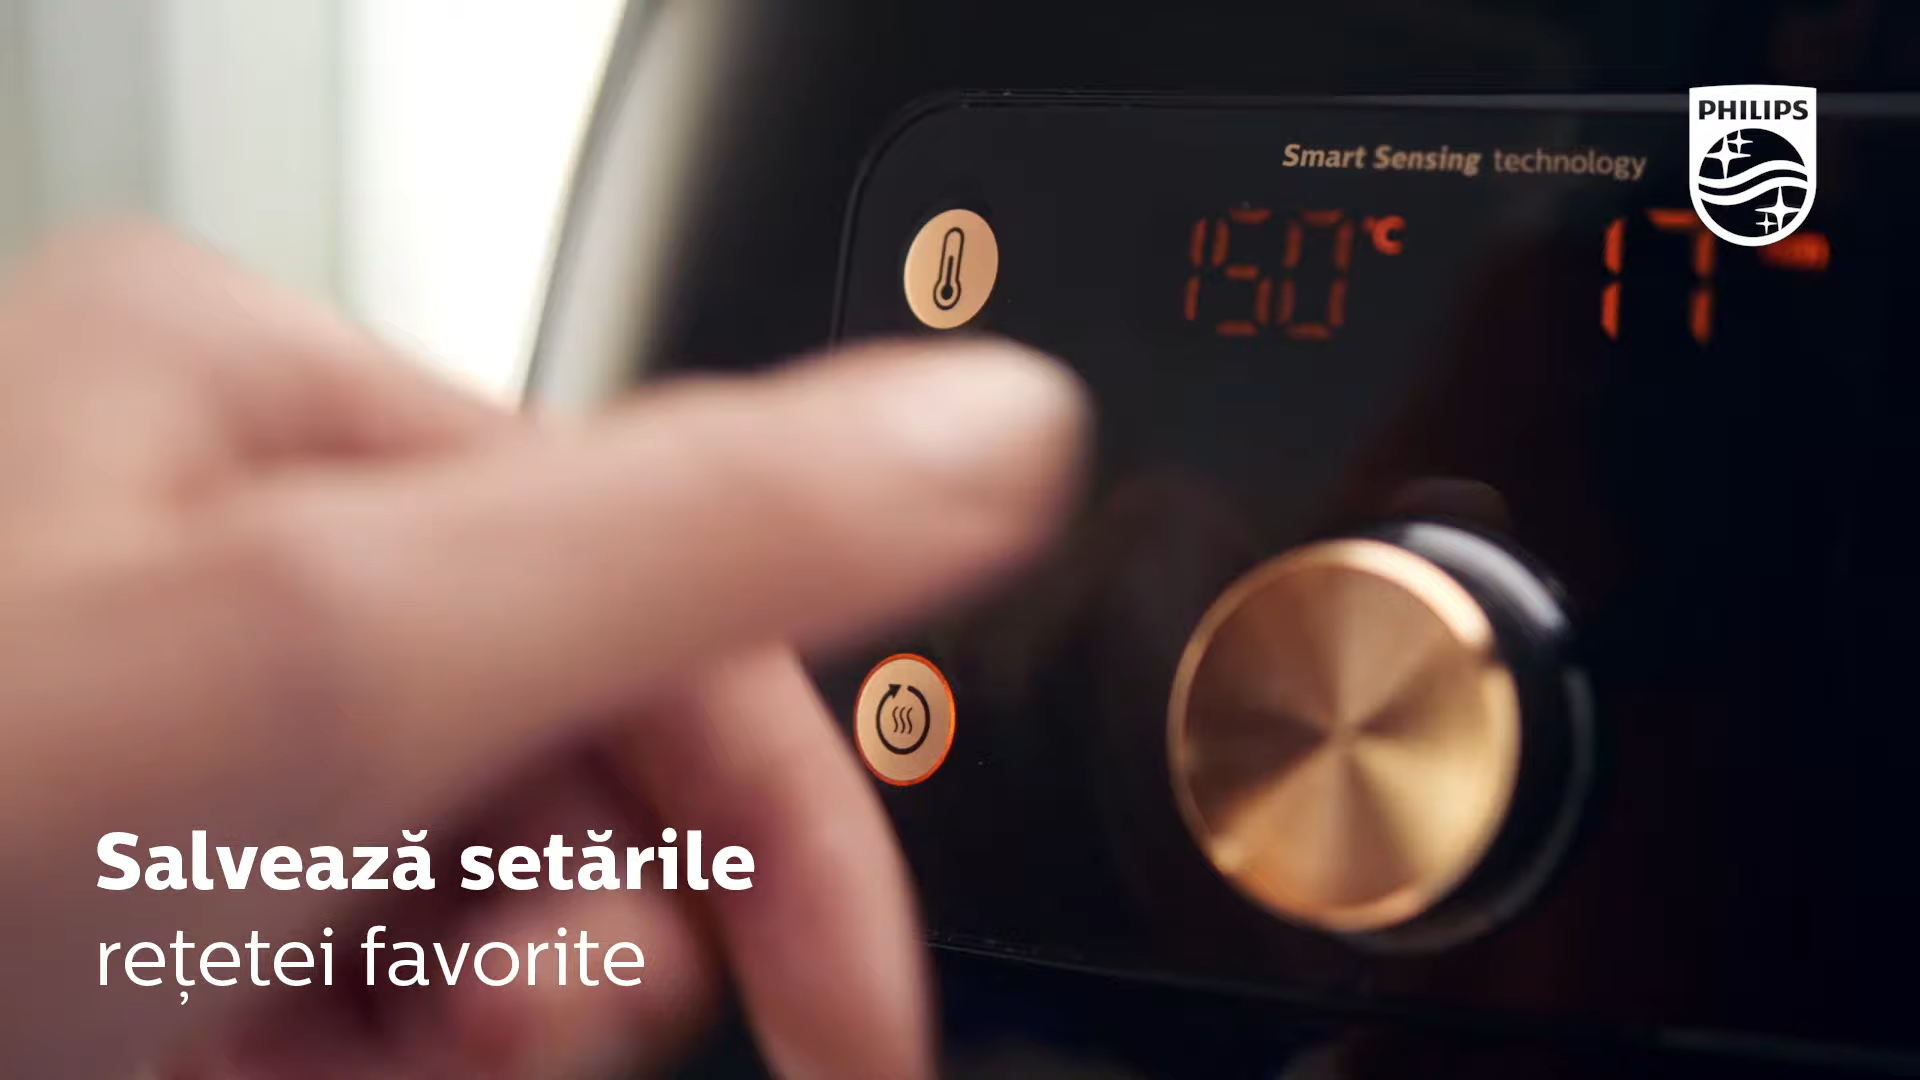 PHILIPS
Smart Sensing technology
150 °C
17
Salvează setările
rețetei favorite